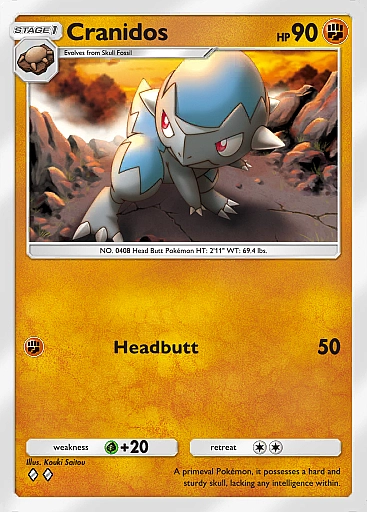 STAGE 1 Cranidos HP 90
Evolves from Skull Fossil
NO. 0408 Head Butt Pokémon HT: 2'11" WT: 69.4 lbs.
Headbutt 50
weakness +20 retreat
Illus. Kouki Saitou
A primeval Pokémon, it possesses a hard and
sturdy skull, lacking any intelligence within.